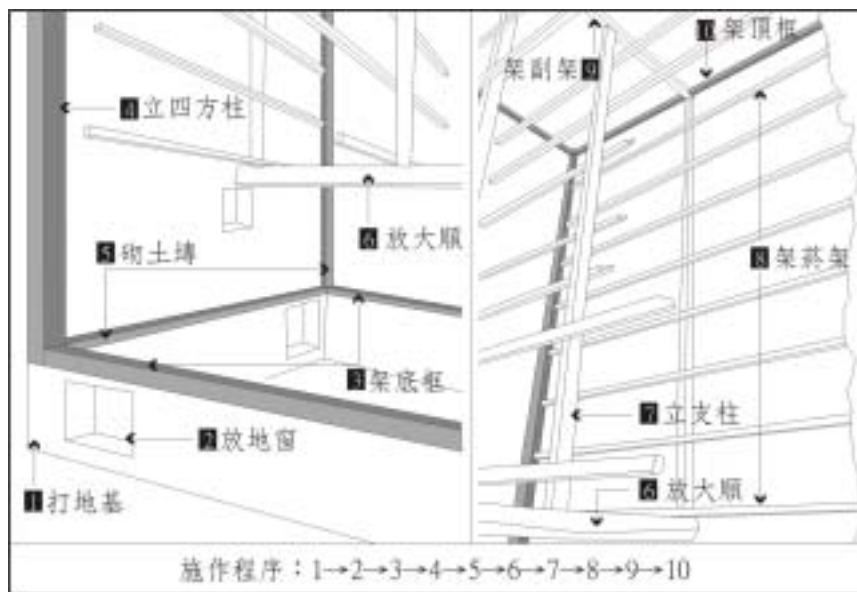 4 立四方柱
5 砌土塼
6 放大順
3 架底框
2 放地窗
1 打地基
10 架頂框
架副架 9
8 架菸架
7 立支柱
6 放大順
施作程序：1→2→3→4→5→6→7→8→9→10